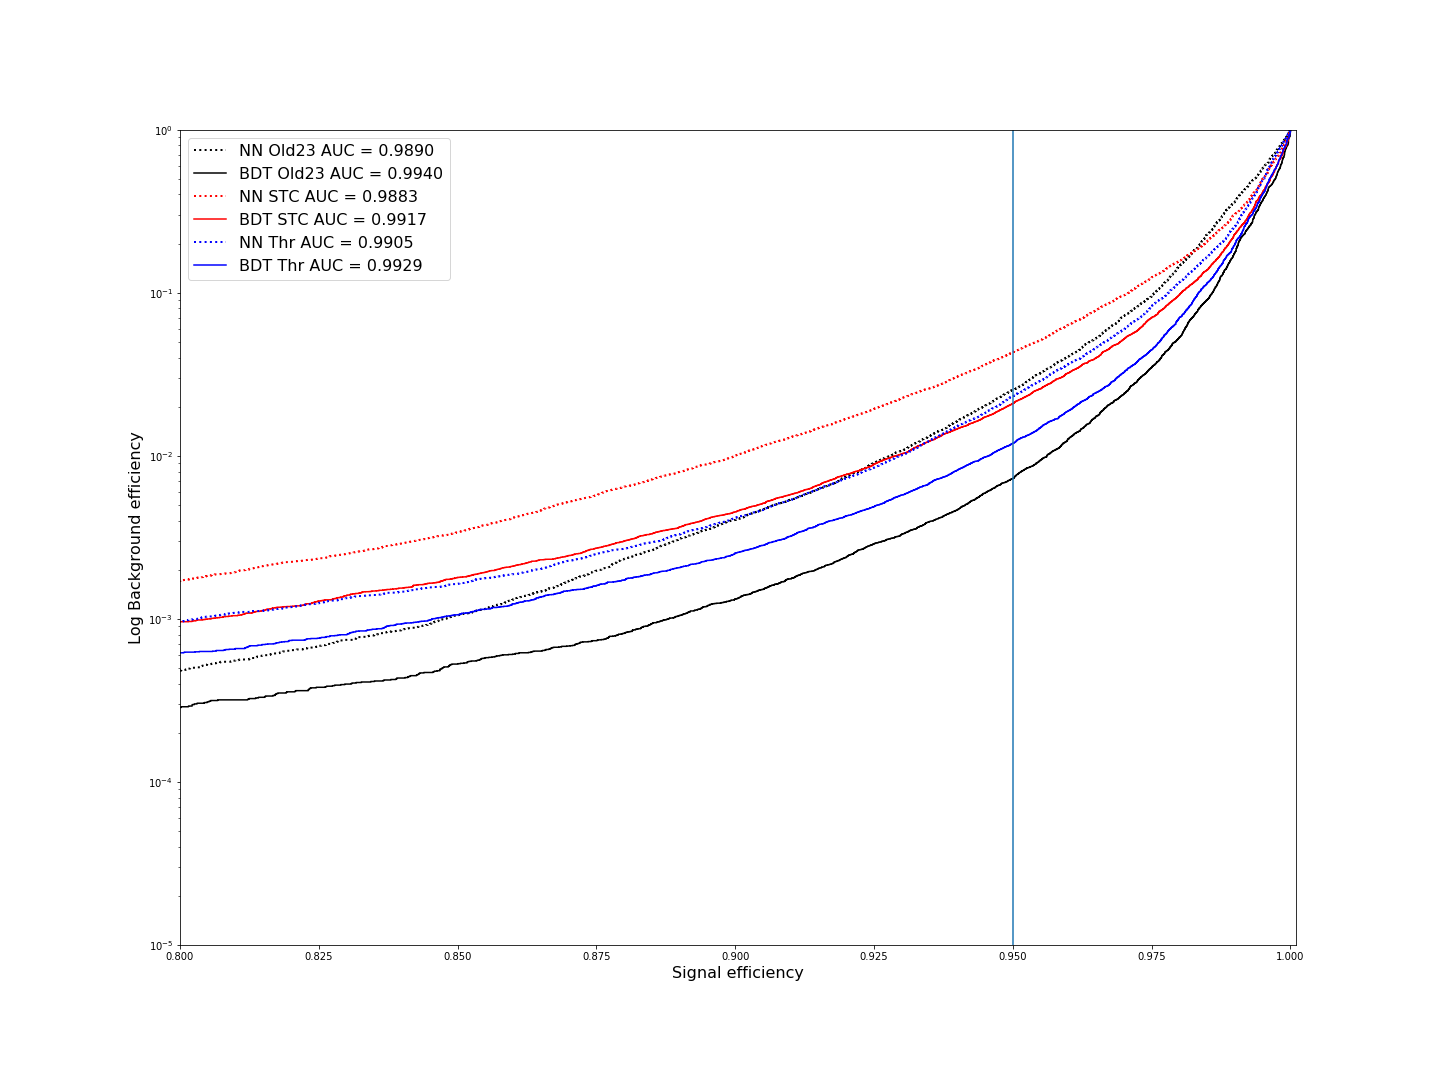 NN Old23 AUC = 0.9890
BDT Old23 AUC = 0.9940
NN STC AUC = 0.9883
BDT STC AUC = 0.9917
NN Thr AUC = 0.9905
BDT Thr AUC = 0.9929
10⁰
10⁻¹
10⁻²
10⁻³
10⁻⁴
10⁻⁵
Log Background efficiency
0.800 0.825 0.850 0.875 0.900 0.925 0.950 0.975 1.000
Signal efficiency